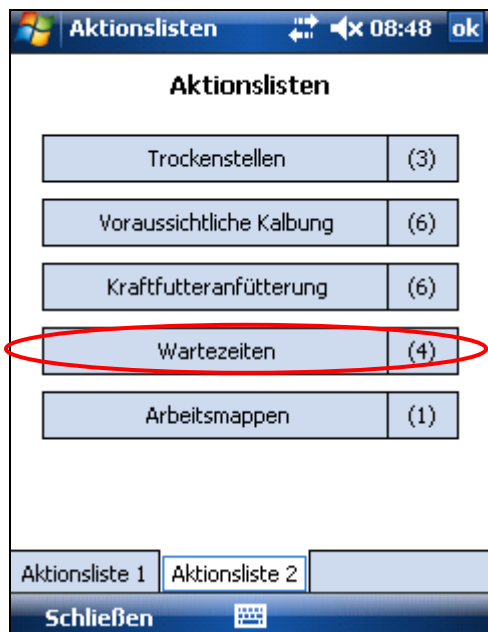 Aktionslisten 08:48 ok
Aktionslisten
Trockenstellen (3)
Voraussichtliche Kalbung (6)
Kraftfutteranfütterung (6)
Wartezeiten (4)
Arbeitsmappen (1)
Aktionsliste 1 Aktionsliste 2
Schließen